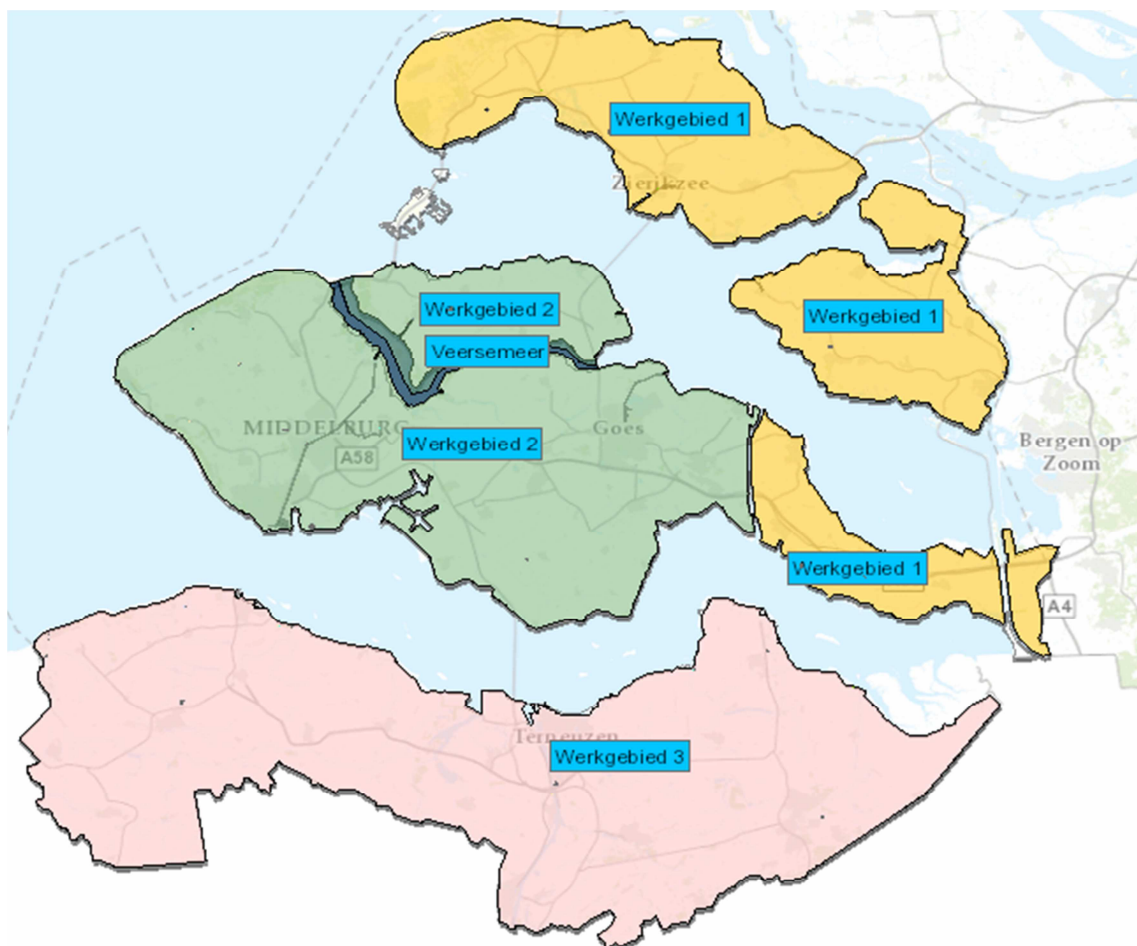 Werkgebied 1
Zierikzee
Werkgebied 2
Werkgebied 1
Veersemeer
MIDDELBURG
Goes
Werkgebied 2
A58
Bergen op
Zoom
Werkgebied 1
A4
Terneuzen
Werkgebied 3